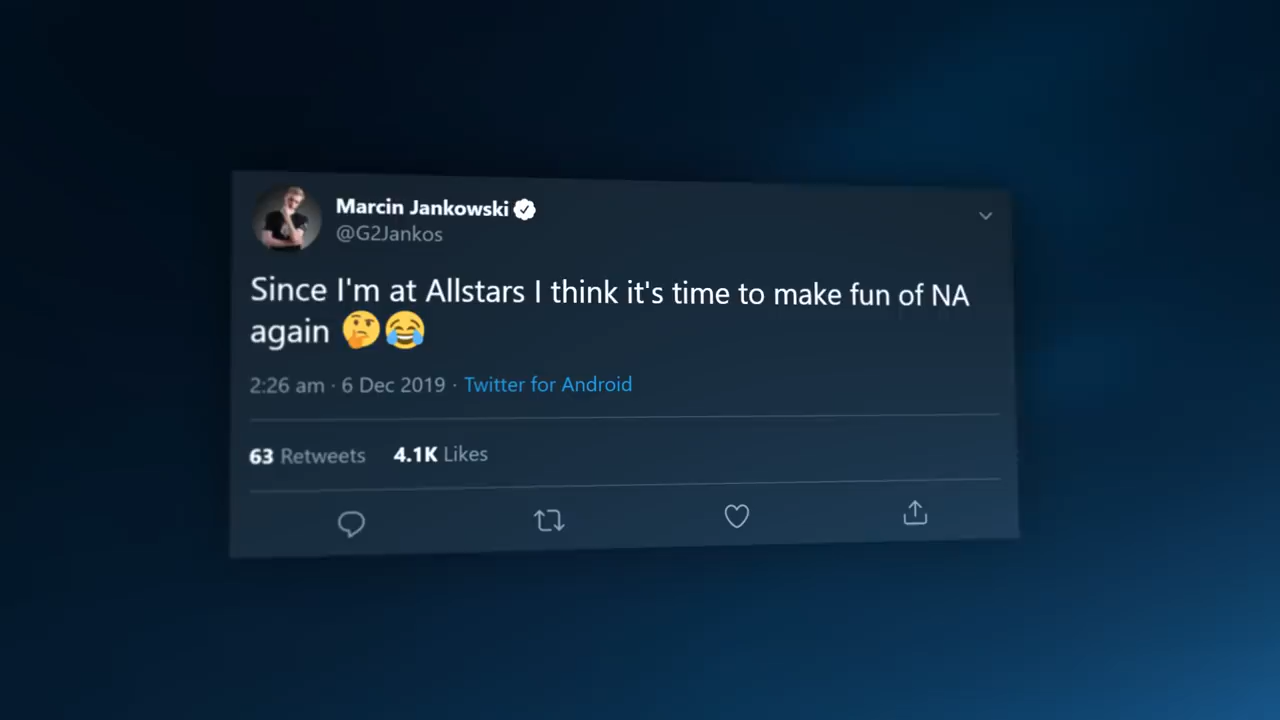 Marcin Jankowski
@G2Jankos
Since I'm at Allstars I think it's time to make fun of NA
again 🤔😂
2:26 am · 6 Dec 2019 · Twitter for Android
63 Retweets 4.1K Likes